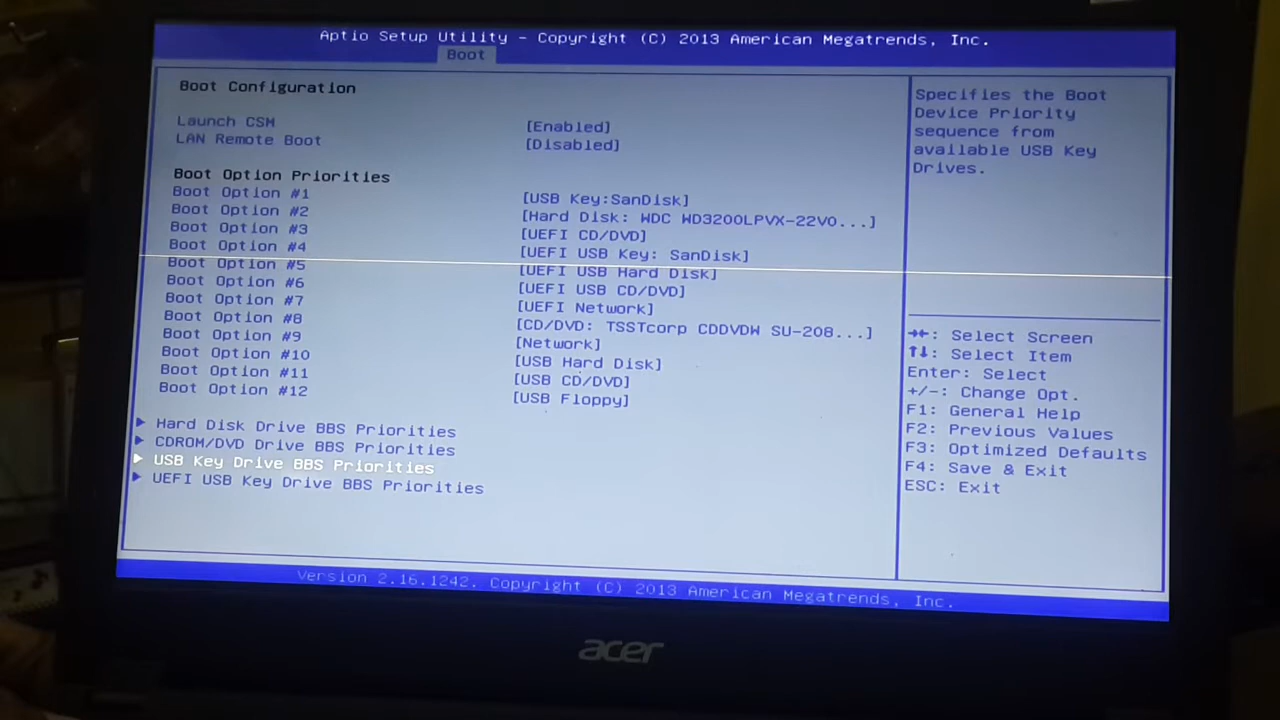 Aptio Setup Utility - Copyright (C) 2013 American Megatrends, Inc.
Boot
Boot Configuration
Launch CSM [Enabled]
LAN Remote Boot [Disabled]
Boot Option Priorities
Boot Option #1 [USB Key:SanDisk]
Boot Option #2 [Hard Disk: WDC WD3200LPVX-22V0...]
Boot Option #3 [UEFI CD/DVD]
Boot Option #4 [UEFI USB Key: SanDisk]
Boot Option #5 [UEFI USB Hard Disk]
Boot Option #6 [UEFI USB CD/DVD]
Boot Option #7 [UEFI Network]
Boot Option #8 [CD/DVD: TSSTcorp CDDVDW SU-208...]
Boot Option #9 [Network]
Boot Option #10 [USB Hard Disk]
Boot Option #11 [USB CD/DVD]
Boot Option #12 [USB Floppy]
Hard Disk Drive BBS Priorities
CDROM/DVD Drive BBS Priorities
USB Key Drive BBS Priorities
UEFI USB Key Drive BBS Priorities
Specifies the Boot
Device Priority
sequence from
available USB Key
Drives.
→←: Select Screen
↑↓: Select Item
Enter: Select
+/-: Change Opt.
F1: General Help
F2: Previous Values
F3: Optimized Defaults
F4: Save & Exit
ESC: Exit
Version 2.16.1242. Copyright (C) 2013 American Megatrends, Inc.
acer